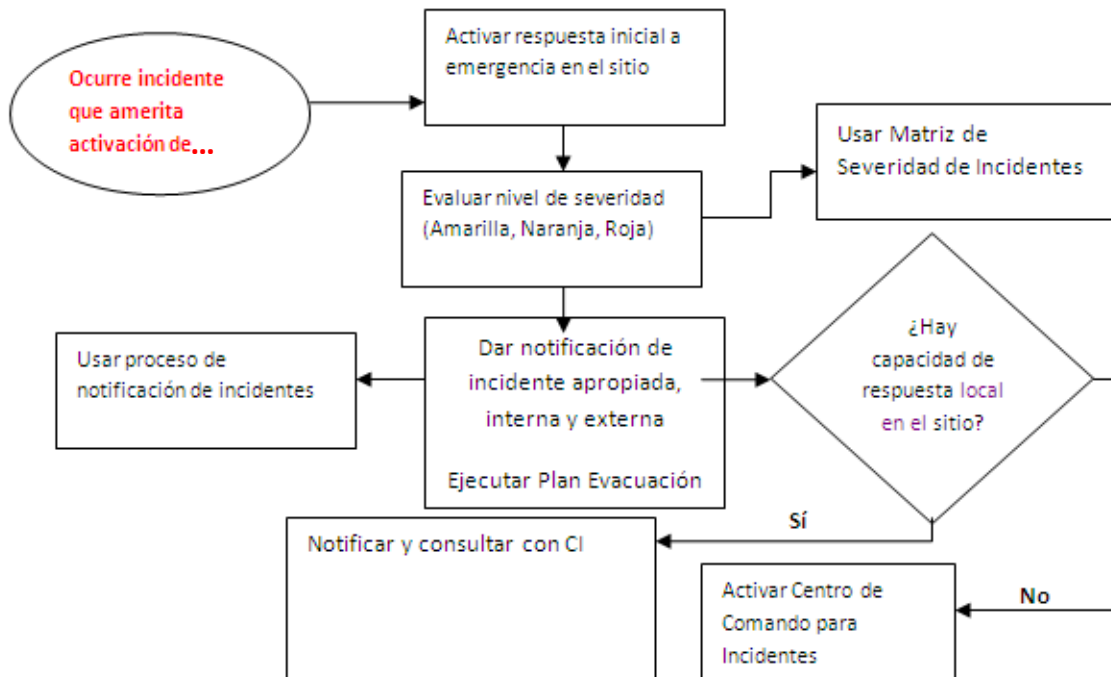 Ocurre incidente
que amerita
activación de...
Activar respuesta inicial a
emergencia en el sitio
Evaluar nivel de severidad
(Amarilla, Naranja, Roja)
Usar Matriz de
Severidad de Incidentes
Usar proceso de
notificación de incidentes
Dar notificación de
incidente apropiada,
interna y externa
Ejecutar Plan Evacuación
¿Hay
capacidad de
respuesta local
en el sitio?
Sí
Notificar y consultar con CI
No
Activar Centro de
Comando para
Incidentes